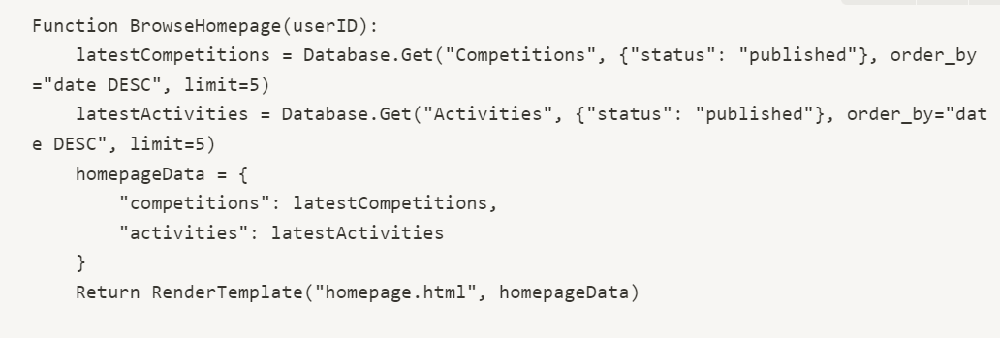 Function BrowseHomepage(userID):
    latestCompetitions = Database.Get("Competitions", {"status": "published"}, order_by
="date DESC", limit=5)
    latestActivities = Database.Get("Activities", {"status": "published"}, order_by="dat
e DESC", limit=5)
    homepageData = {
        "competitions": latestCompetitions,
        "activities": latestActivities
    }
    Return RenderTemplate("homepage.html", homepageData)